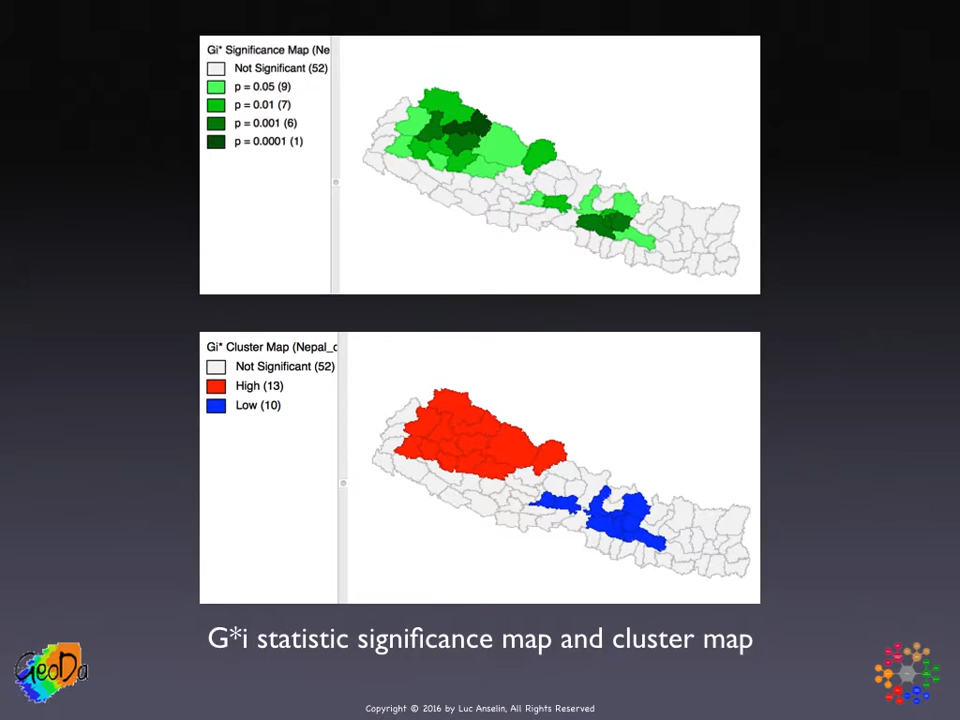 Gi* Significance Map (Ne
Not Significant (52)
p = 0.05 (9)
p = 0.01 (7)
p = 0.001 (6)
p = 0.0001 (1)
Gi* Cluster Map (Nepal_d
Not Significant (52)
High (13)
Low (10)
G*i statistic significance map and cluster map
GeoDa
Copyright © 2016 by Luc Anselin, All Rights Reserved